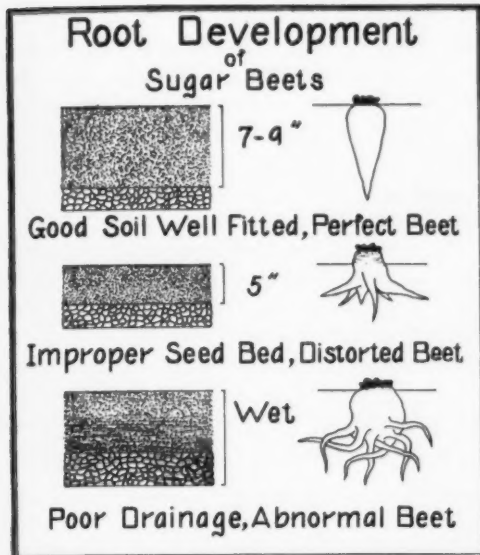 Root Development
of
Sugar Beets
7-9"
Good Soil Well Fitted, Perfect Beet
5"
Improper Seed Bed, Distorted Beet
Wet
Poor Drainage, Abnormal Beet